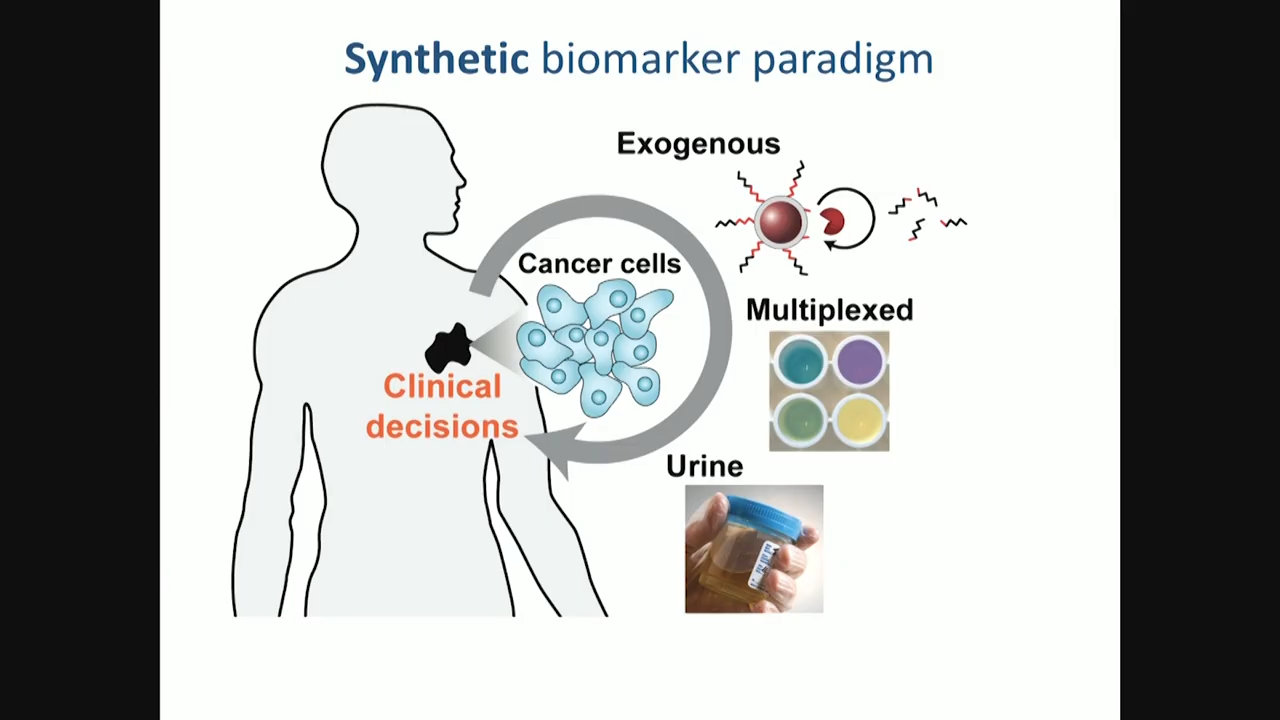 Synthetic biomarker paradigm
Exogenous
Cancer cells
Multiplexed
Clinical
decisions
Urine